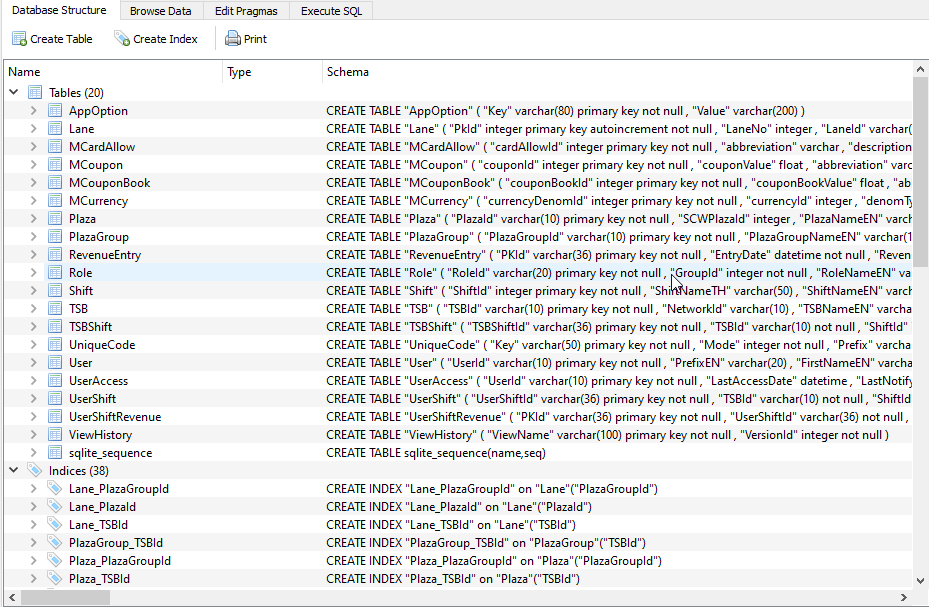 Database Structure Browse Data Edit Pragmas Execute SQL
Create Table Create Index Print
Name Type Schema
Tables (20)
AppOption CREATE TABLE "AppOption" ( "Key" varchar(80) primary key not null , "Value" varchar(200) )
Lane CREATE TABLE "Lane" ( "PkId" integer primary key autoincrement not null , "LaneNo" integer , "LaneId" varchar(
MCardAllow CREATE TABLE "MCardAllow" ( "cardAllowId" integer primary key not null , "abbreviation" varchar , "description
MCoupon CREATE TABLE "MCoupon" ( "couponId" integer primary key not null , "couponValue" float , "abbreviation" varc
MCouponBook CREATE TABLE "MCouponBook" ( "couponBookId" integer primary key not null , "couponBookValue" float , "ab
MCurrency CREATE TABLE "MCurrency" ( "currencyDenomId" integer primary key not null , "currencyId" integer , "denomTy
Plaza CREATE TABLE "Plaza" ( "PlazaId" varchar(10) primary key not null , "SCWPlazaId" integer , "PlazaNameEN" varch
PlazaGroup CREATE TABLE "PlazaGroup" ( "PlazaGroupId" varchar(10) primary key not null , "PlazaGroupNameEN" varchar(1
RevenueEntry CREATE TABLE "RevenueEntry" ( "PKId" varchar(36) primary key not null , "EntryDate" datetime not null , "Reven
Role CREATE TABLE "Role" ( "RoleId" varchar(20) primary key not null , "GroupId" integer not null , "RoleNameEN" va
Shift CREATE TABLE "Shift" ( "ShiftId" integer primary key not null , "ShiftNameTH" varchar(50) , "ShiftNameEN" varch
TSB CREATE TABLE "TSB" ( "TSBId" varchar(10) primary key not null , "NetworkId" varchar(10) , "TSBNameEN" varcha
TSBShift CREATE TABLE "TSBShift" ( "TSBShiftId" varchar(36) primary key not null , "TSBId" varchar(10) not null , "ShiftId"
UniqueCode CREATE TABLE "UniqueCode" ( "Key" varchar(50) primary key not null , "Mode" integer not null , "Prefix" varchar(
User CREATE TABLE "User" ( "UserId" varchar(10) primary key not null , "PrefixEN" varchar(20) , "FirstNameEN" varcha
UserAccess CREATE TABLE "UserAccess" ( "UserId" varchar(10) primary key not null , "LastAccessDate" datetime , "LastNotify
UserShift CREATE TABLE "UserShift" ( "UserShiftId" varchar(36) primary key not null , "TSBId" varchar(10) not null , "ShiftId
UserShiftRevenue CREATE TABLE "UserShiftRevenue" ( "PKId" varchar(36) primary key not null , "UserShiftId" varchar(36) not null ,
ViewHistory CREATE TABLE "ViewHistory" ( "ViewName" varchar(100) primary key not null , "VersionId" integer not null )
sqlite_sequence CREATE TABLE sqlite_sequence(name,seq)
Indices (38)
Lane_PlazaGroupId CREATE INDEX "Lane_PlazaGroupId" on "Lane"("PlazaGroupId")
Lane_PlazaId CREATE INDEX "Lane_PlazaId" on "Lane"("PlazaId")
Lane_TSBId CREATE INDEX "Lane_TSBId" on "Lane"("TSBId")
PlazaGroup_TSBId CREATE INDEX "PlazaGroup_TSBId" on "PlazaGroup"("TSBId")
Plaza_PlazaGroupId CREATE INDEX "Plaza_PlazaGroupId" on "Plaza"("PlazaGroupId")
Plaza_TSBId CREATE INDEX "Plaza_TSBId" on "Plaza"("TSBId")